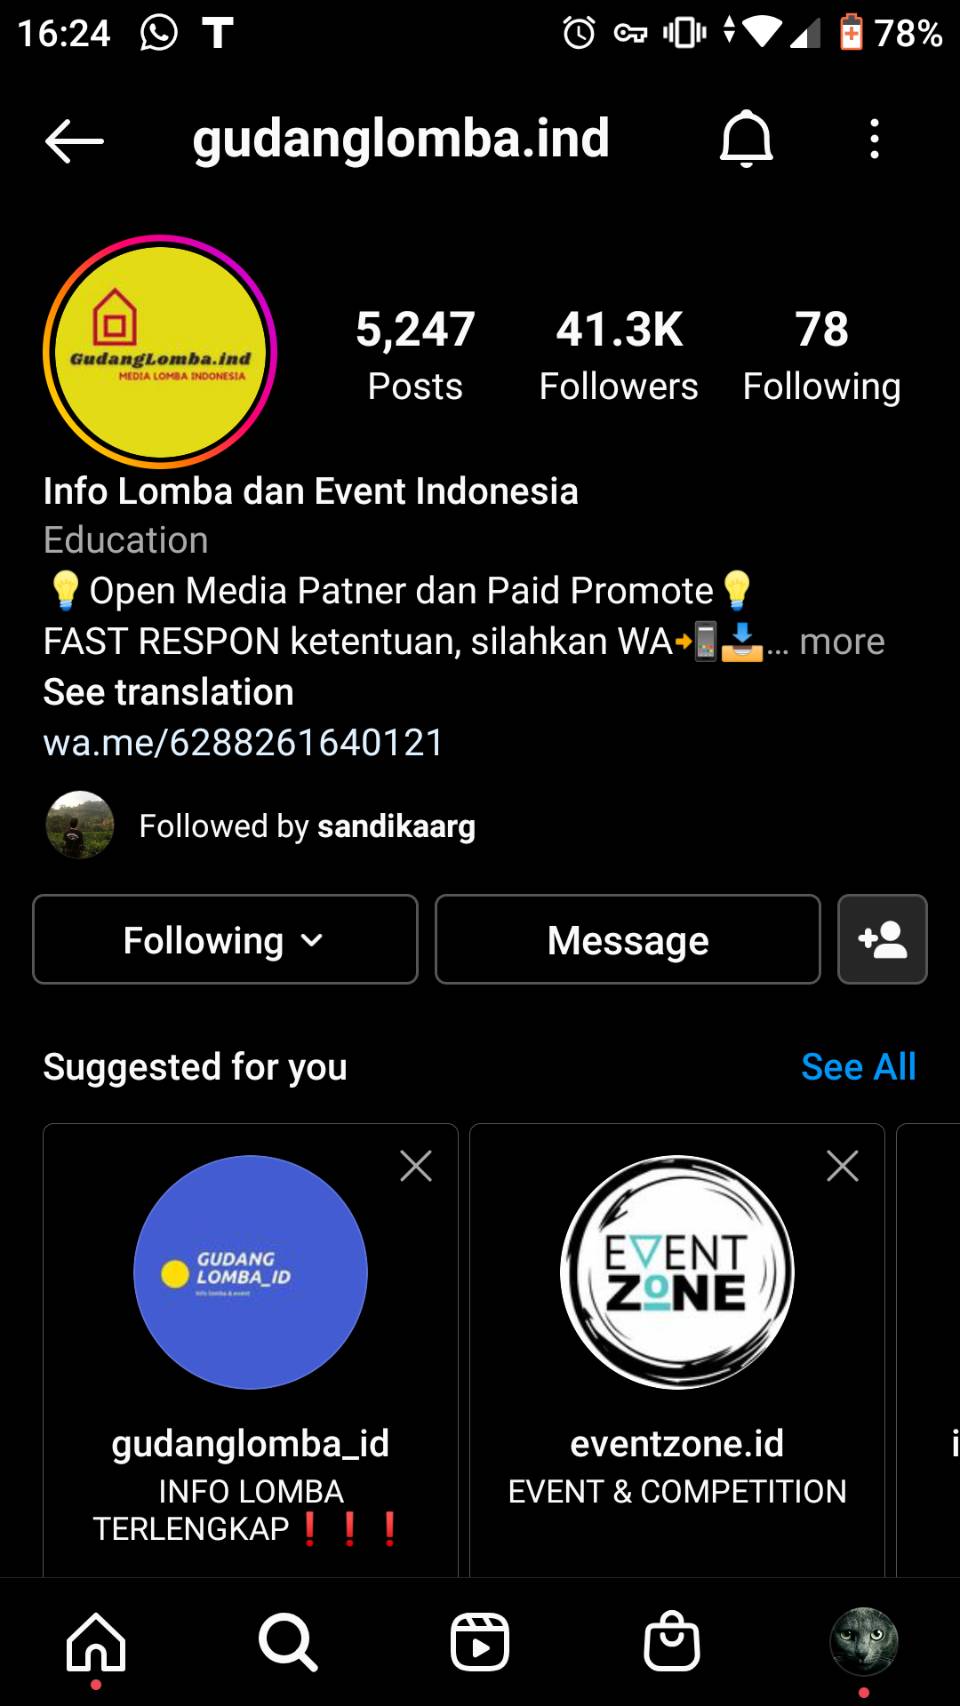 16:24 T 78%
gudanglomba.ind
GudangLomba.ind
MEDIA LOMBA INDONESIA
5,247 41.3K 78
Posts Followers Following
Info Lomba dan Event Indonesia
Education
💡Open Media Patner dan Paid Promote💡
FAST RESPON ketentuan, silahkan WA➡📲📥... more
See translation
wa.me/6288261640121
Followed by sandikaarg
Following Message
Suggested for you See All
GUDANG
LOMBA_ID
Info lomba & event
EVENT
ZONE
gudanglomba_id
INFO LOMBA
TERLENGKAP❗❗❗
eventzone.id
EVENT & COMPETITION
i